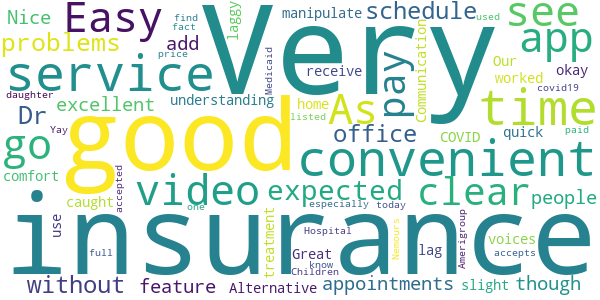 Nice
Easy
laggy
find
fact
manipulate
schedule
see
problems
add
price
Very
Medicaid
receive
pay
Communication
used
app
Our
worked
okay
service
understanding
excellent
Dr
home
listed
As
time
covid19
quick
paid
daughter
Yay
go
good
office
COVID
convenient
comfort
caught
accepted
video
expected
clear
people
use
one
insurance
treatment
especially
today
Hospital
Great
know
Children
Nemours
lag
Amerigroup
voices
accepts
without
feature
full
Alternative
appointments
slight
though